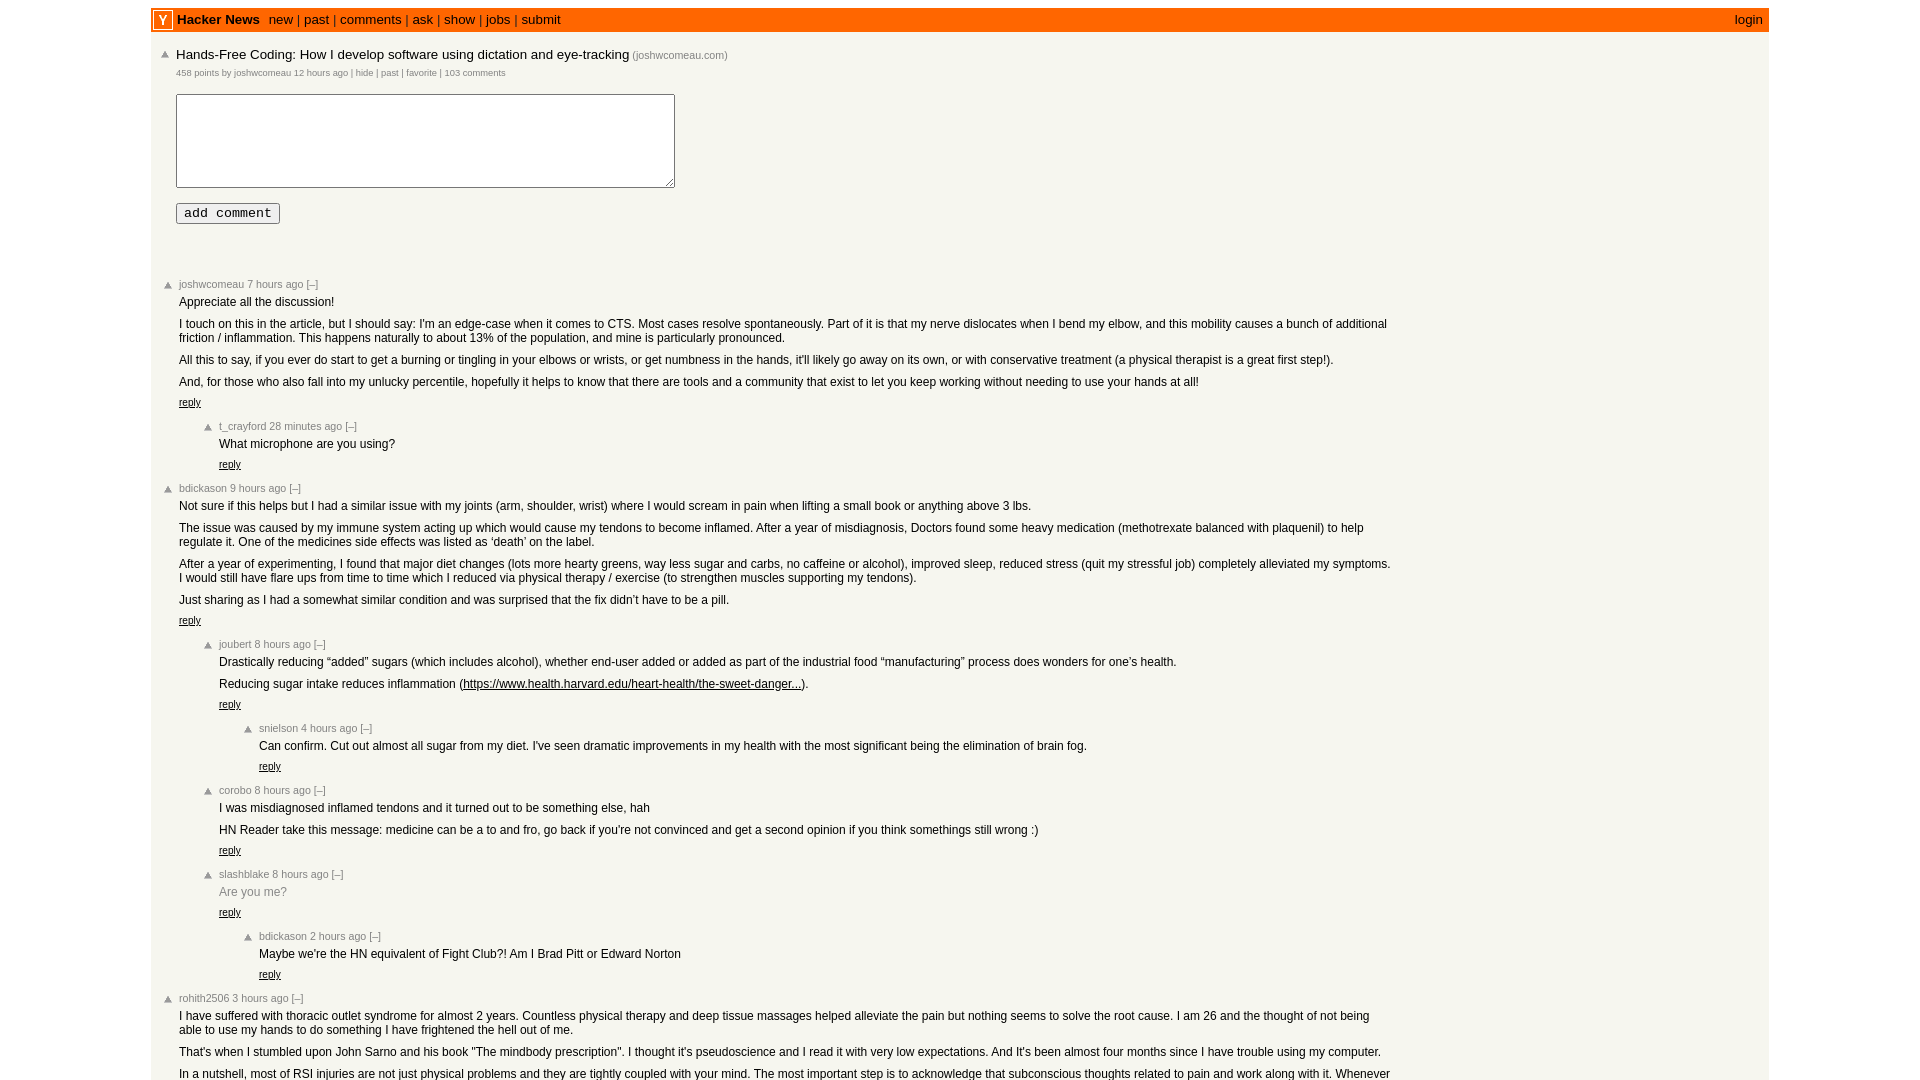 Y Hacker News new | past | comments | ask | show | jobs | submit login
Hands-Free Coding: How I develop software using dictation and eye-tracking (joshwcomeau.com)
458 points by joshwcomeau 12 hours ago | hide | past | favorite | 103 comments
add comment
joshwcomeau 7 hours ago [–]
Appreciate all the discussion!
I touch on this in the article, but I should say: I'm an edge-case when it comes to CTS. Most cases resolve spontaneously. Part of it is that my nerve dislocates when I bend my elbow, and this mobility causes a bunch of additional
friction / inflammation. This happens naturally to about 13% of the population, and mine is particularly pronounced.
All this to say, if you ever do start to get a burning or tingling in your elbows or wrists, or get numbness in the hands, it'll likely go away on its own, or with conservative treatment (a physical therapist is a great first step!).
And, for those who also fall into my unlucky percentile, hopefully it helps to know that there are tools and a community that exist to let you keep working without needing to use your hands at all!
reply
t_crayford 28 minutes ago [–]
What microphone are you using?
reply
bdickason 9 hours ago [–]
Not sure if this helps but I had a similar issue with my joints (arm, shoulder, wrist) where I would scream in pain when lifting a small book or anything above 3 lbs.
The issue was caused by my immune system acting up which would cause my tendons to become inflamed. After a year of misdiagnosis, Doctors found some heavy medication (methotrexate balanced with plaquenil) to help
regulate it. One of the medicines side effects was listed as ‘death’ on the label.
After a year of experimenting, I found that major diet changes (lots more hearty greens, way less sugar and carbs, no caffeine or alcohol), improved sleep, reduced stress (quit my stressful job) completely alleviated my symptoms.
I would still have flare ups from time to time which I reduced via physical therapy / exercise (to strengthen muscles supporting my tendons).
Just sharing as I had a somewhat similar condition and was surprised that the fix didn’t have to be a pill.
reply
joubert 8 hours ago [–]
Drastically reducing “added” sugars (which includes alcohol), whether end-user added or added as part of the industrial food “manufacturing” process does wonders for one’s health.
Reducing sugar intake reduces inflammation (https://www.health.harvard.edu/heart-health/the-sweet-danger...).
reply
snielson 4 hours ago [–]
Can confirm. Cut out almost all sugar from my diet. I've seen dramatic improvements in my health with the most significant being the elimination of brain fog.
reply
corobo 8 hours ago [–]
I was misdiagnosed inflamed tendons and it turned out to be something else, hah
HN Reader take this message: medicine can be a to and fro, go back if you're not convinced and get a second opinion if you think somethings still wrong :)
reply
slashblake 8 hours ago [–]
Are you me?
reply
bdickason 2 hours ago [–]
Maybe we're the HN equivalent of Fight Club?! Am I Brad Pitt or Edward Norton
reply
rohith2506 3 hours ago [–]
I have suffered with thoracic outlet syndrome for almost 2 years. Countless physical therapy and deep tissue massages helped alleviate the pain but nothing seems to solve the root cause. I am 26 and the thought of not being
able to use my hands to do something I have frightened the hell out of me.
That's when I stumbled upon John Sarno and his book "The mindbody prescription". I thought it's pseudoscience and I read it with very low expectations. And It's been almost four months since I have trouble using my computer.
In a nutshell, most of RSI injuries are not just physical problems and they are tightly coupled with your mind. The most important step is to acknowledge that subconscious thoughts related to pain and work along with it. Whenever